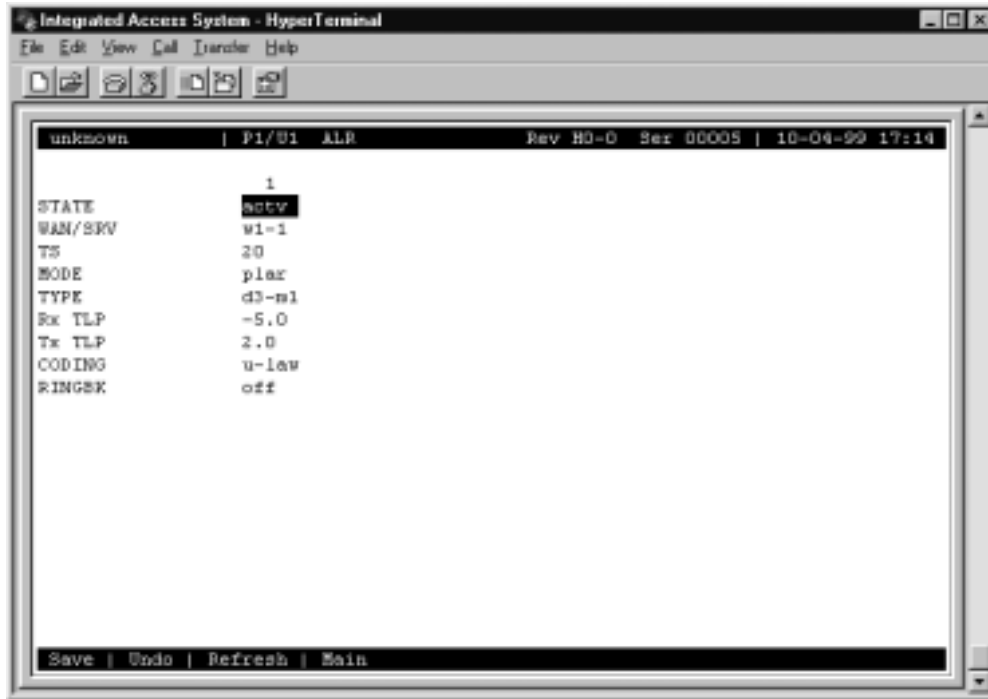 Integrated Access System - HyperTerminal
File Edit View Call Transfer Help
unknown | P1/U1 ALR Rev H0-0 Ser 00005 | 10-04-99 17:14
1
STATE actv
WAN/SRV w1-1
TS 20
MODE plar
TYPE d3-m1
Rx TLP -5.0
Tx TLP 2.0
CODING u-law
RINGBK off
Save | Undo | Refresh | Main